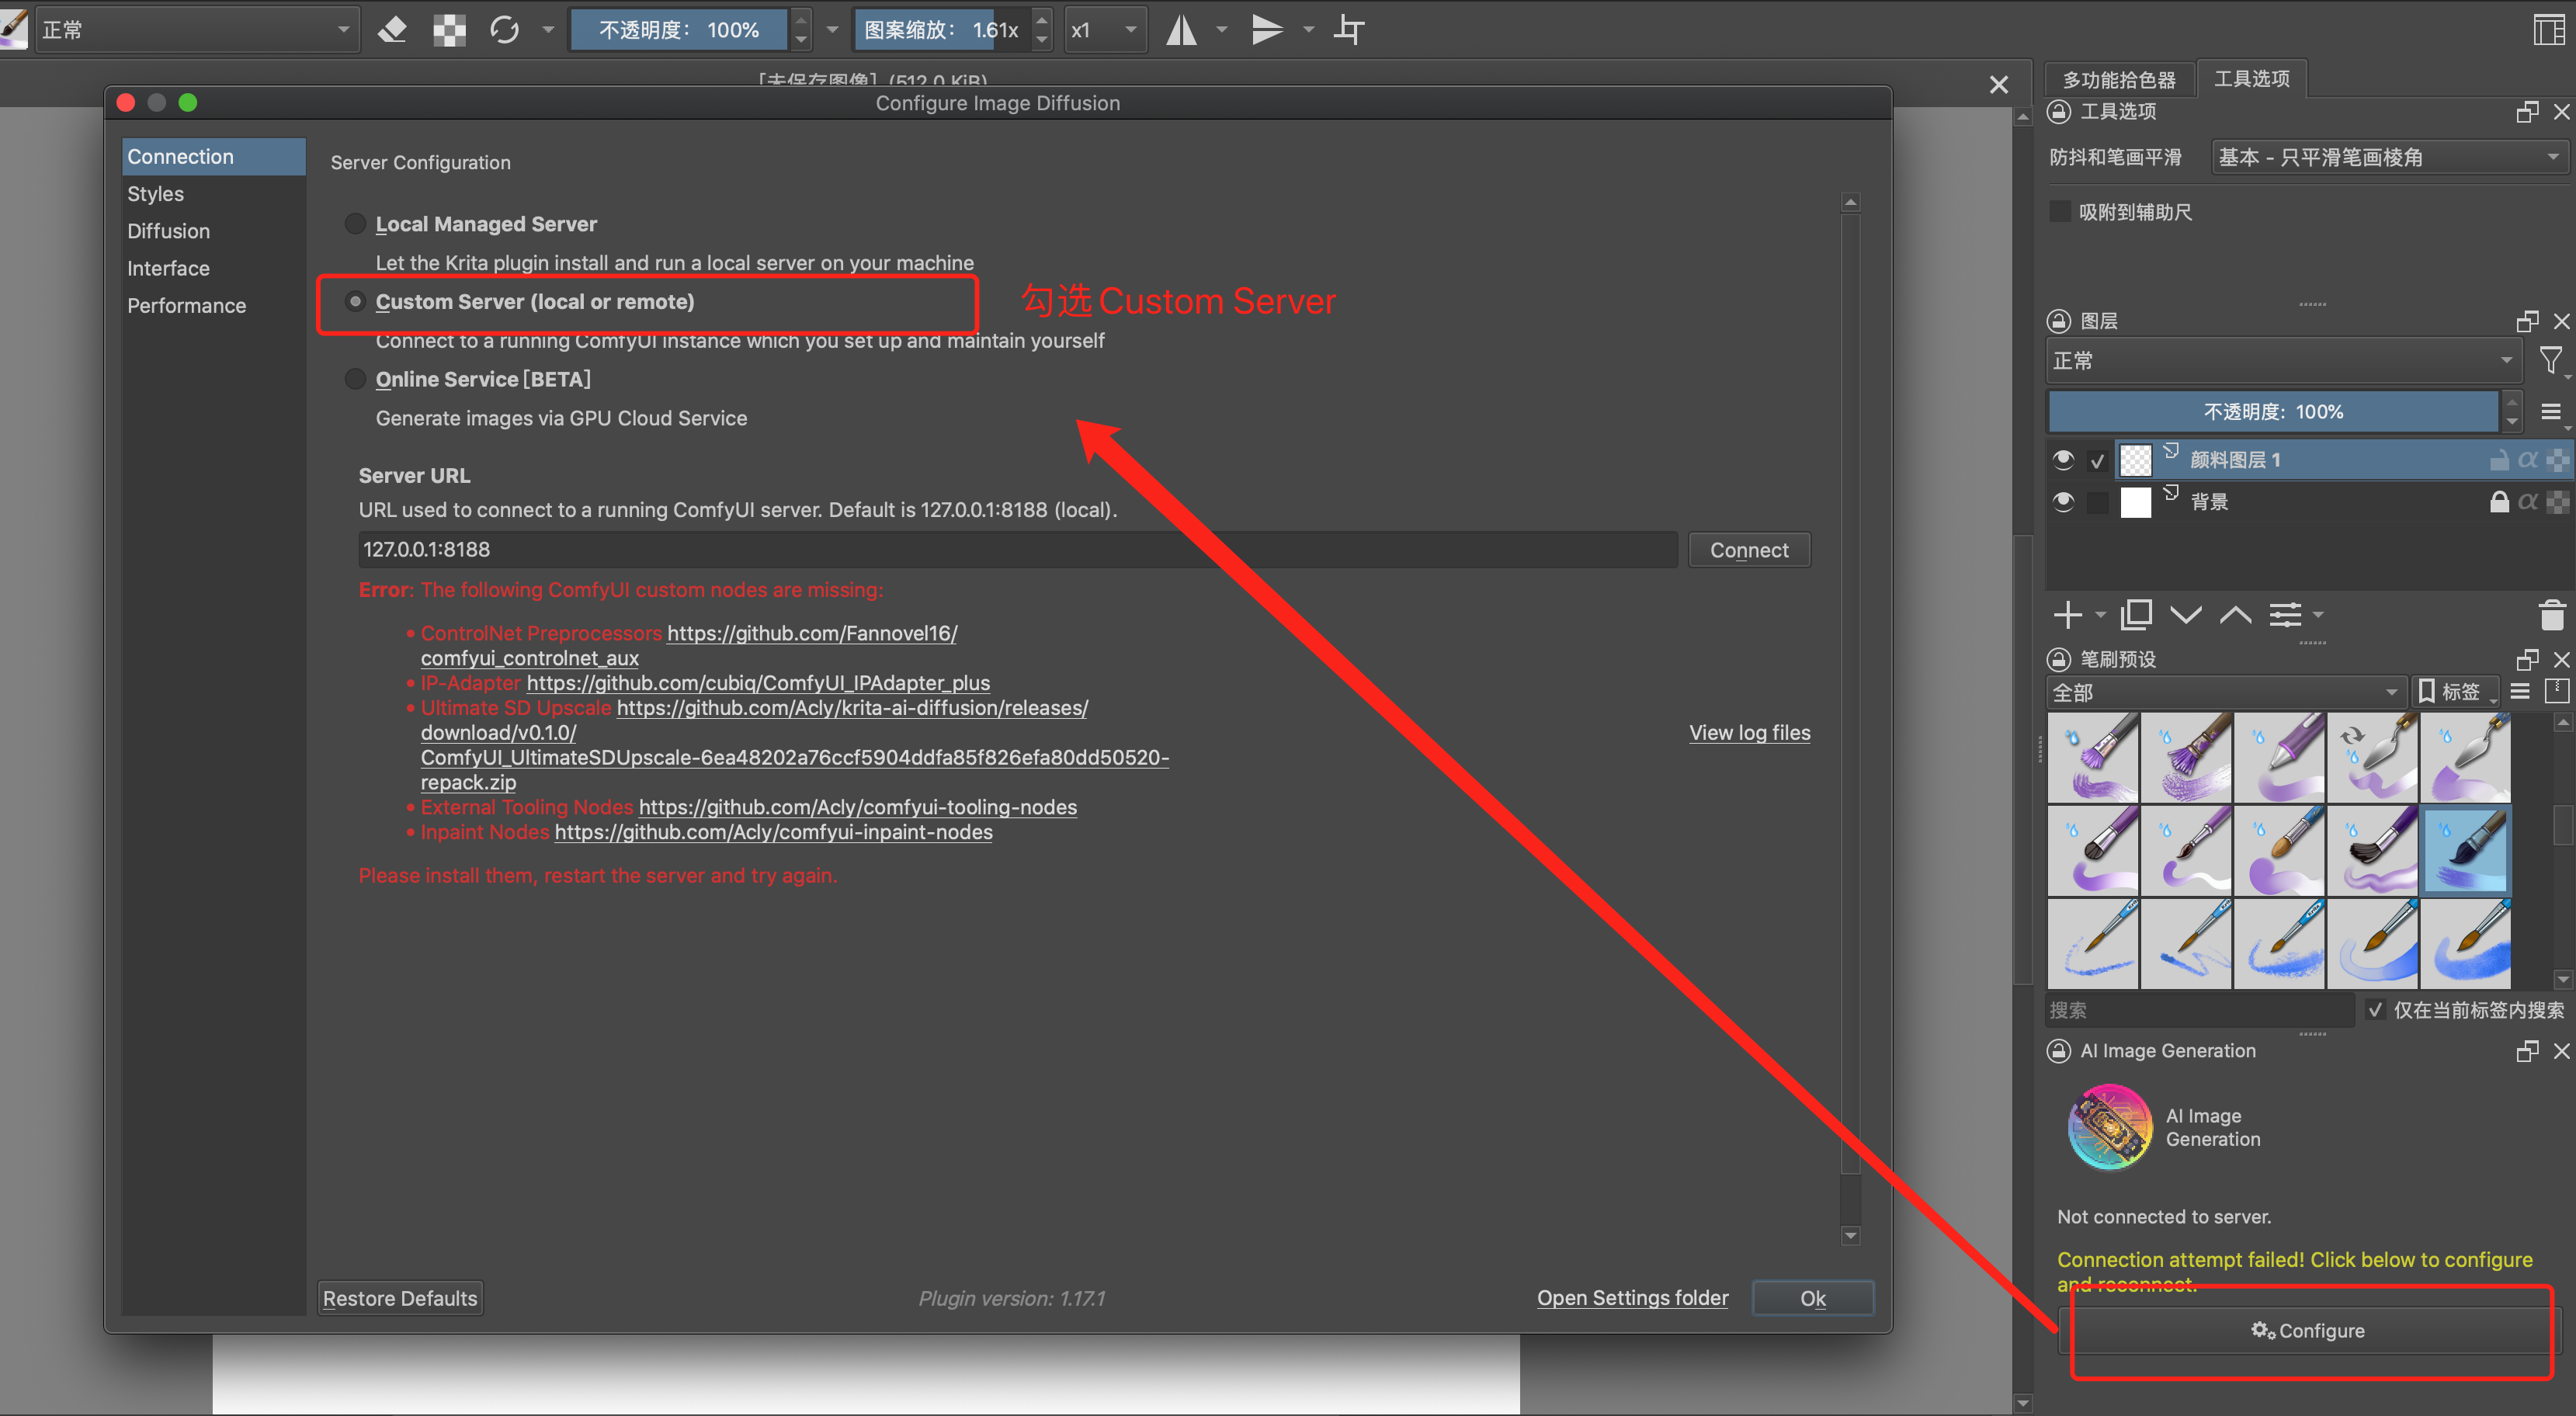 正常
不透明度： 100%
图案缩放： 1.61x
x1
[未保存图像] (512.0 KiB)
多功能拾色器
工具选项
工具选项
防抖和笔画平滑
基本 - 只平滑笔画棱角
吸附到辅助尺
Configure Image Diffusion
Connection
Styles
Diffusion
Interface
Performance
Server Configuration
Local Managed Server
Let the Krita plugin install and run a local server on your machine
Custom Server (local or remote)
勾选Custom Server
Connect to a running ComfyUI instance which you set up and maintain yourself
Online Service [BETA]
Generate images via GPU Cloud Service
Server URL
URL used to connect to a running ComfyUI server. Default is 127.0.0.1:8188 (local).
127.0.0.1:8188
Connect
Error: The following ComfyUI custom nodes are missing:
• ControlNet Preprocessors https://github.com/Fannovel16/
comfyui_controlnet_aux
• IP-Adapter https://github.com/cubiq/ComfyUI_IPAdapter_plus
• Ultimate SD Upscale https://github.com/Acly/krita-ai-diffusion/releases/
download/v0.1.0/
ComfyUI_UltimateSDUpscale-6ea48202a76ccf5904ddfa85f826efa80dd50520-
repack.zip
• External Tooling Nodes https://github.com/Acly/comfyui-tooling-nodes
• Inpaint Nodes https://github.com/Acly/comfyui-inpaint-nodes
Please install them, restart the server and try again.
View log files
Restore Defaults
Plugin version: 1.17.1
Open Settings folder
Ok
图层
正常
不透明度： 100%
颜料图层 1
背景
笔刷预设
全部
标签
搜索
仅在当前标签内搜索
AI Image Generation
AI Image
Generation
Not connected to server.
Connection attempt failed! Click below to configure
and reconnect.
Configure